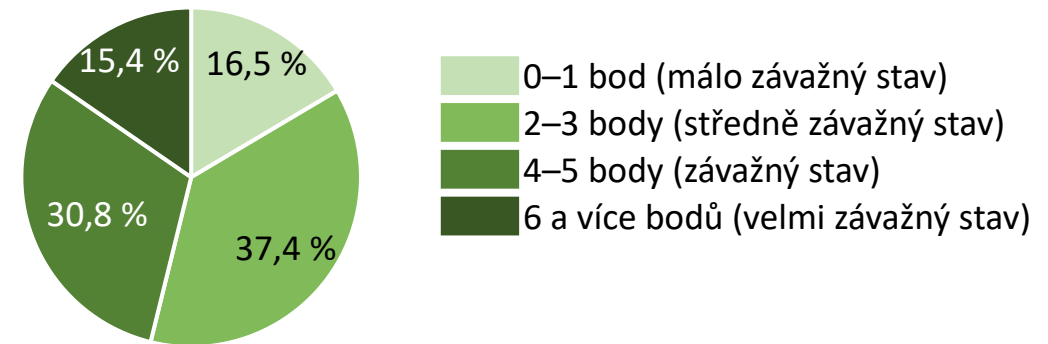 15,4 %
16,5 %
30,8 %
37,4 %
0–1 bod (málo závažný stav)
2–3 body (středně závažný stav)
4–5 body (závažný stav)
6 a více bodů (velmi závažný stav)